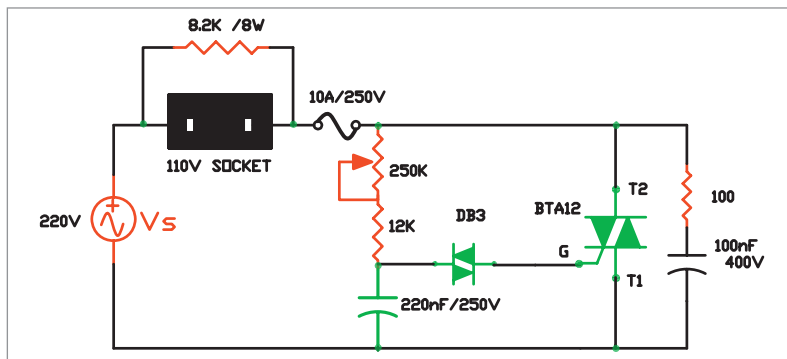 8.2K /8W
10A/250V
110V SOCKET
250K
T2
100
220V
Vs
12K
DB3
BTA12
G
100nF
400V
T1
220nF/250V